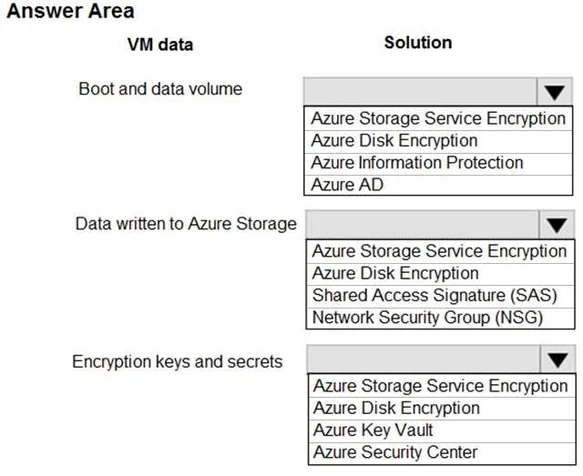 Answer Area
VM data Solution
Boot and data volume
Azure Storage Service Encryption
Azure Disk Encryption
Azure Information Protection
Azure AD
Data written to Azure Storage
Azure Storage Service Encryption
Azure Disk Encryption
Shared Access Signature (SAS)
Network Security Group (NSG)
Encryption keys and secrets
Azure Storage Service Encryption
Azure Disk Encryption
Azure Key Vault
Azure Security Center